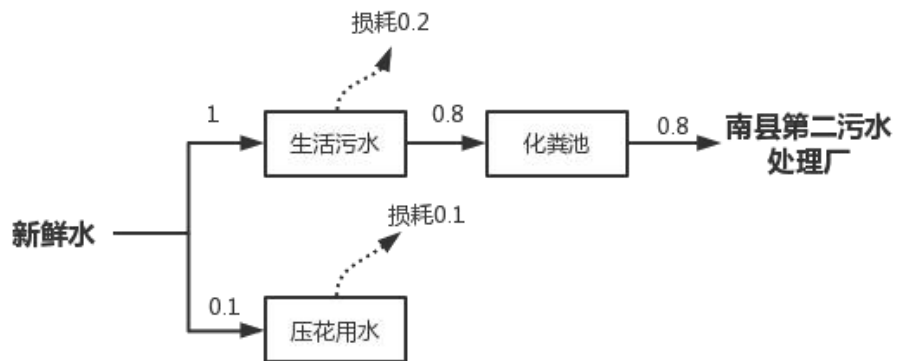 损耗0.2
1
0.8
0.8
生活污水
化粪池
南县第二污水
处理厂
新鲜水
损耗0.1
0.1
压花用水